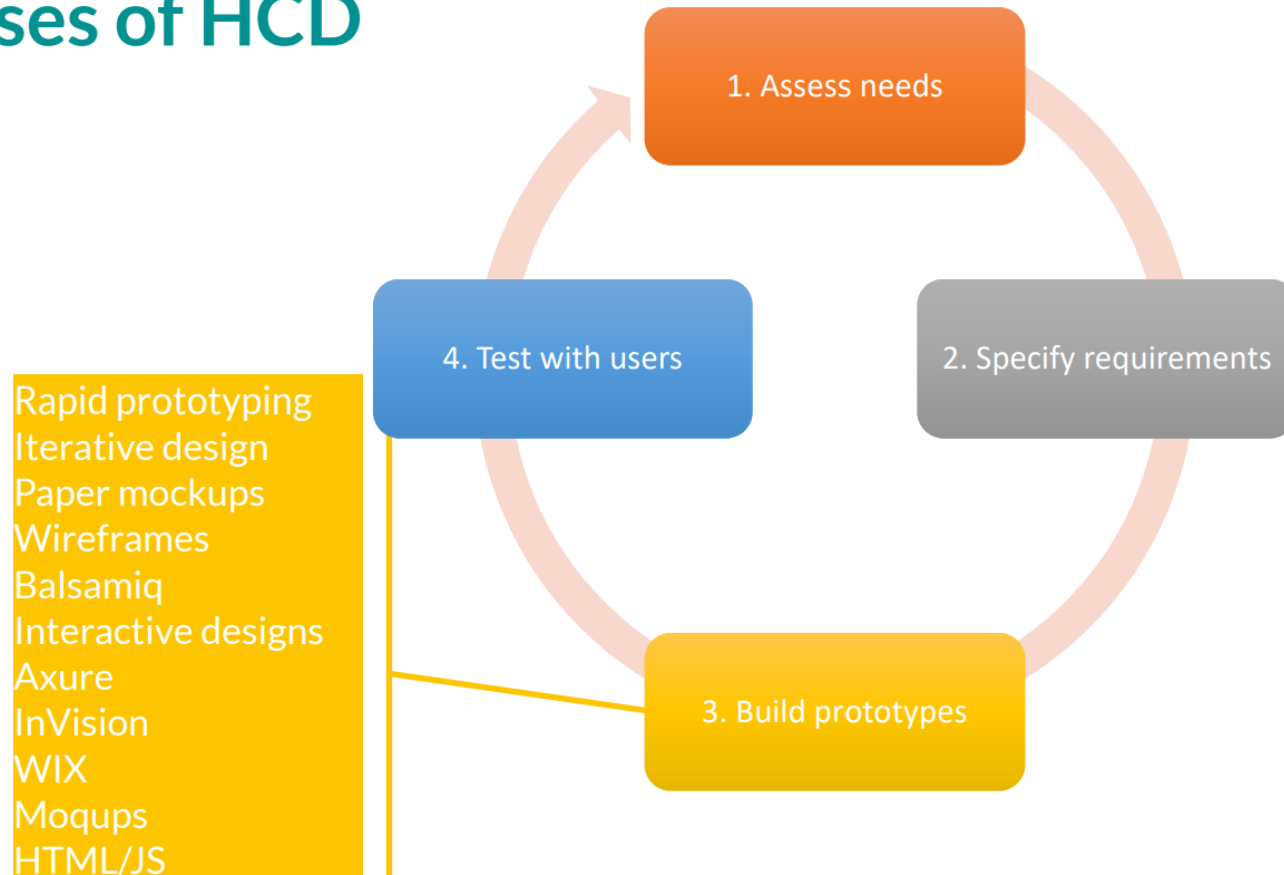 ses of HCD
1. Assess needs
2. Specify requirements
3. Build prototypes
4. Test with users
Rapid prototyping
Iterative design
Paper mockups
Wireframes
Balsamiq
Interactive designs
Axure
InVision
WIX
Moqups
HTML/JS